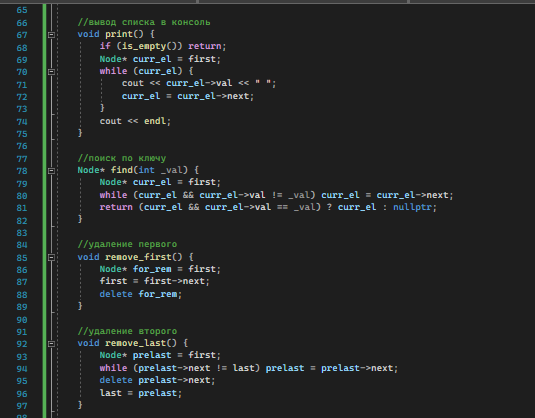 65
66 //вывод списка в консоль
67 void print() {
68 if (is_empty()) return;
69 Node* curr_el = first;
70 while (curr_el) {
71 cout << curr_el->val << " ";
72 curr_el = curr_el->next;
73 }
74 cout << endl;
75 }
76
77 //поиск по ключу
78 Node* find(int _val) {
79 Node* curr_el = first;
80 while (curr_el && curr_el->val != _val) curr_el = curr_el->next;
81 return (curr_el && curr_el->val == _val) ? curr_el : nullptr;
82 }
83
84 //удаление первого
85 void remove_first() {
86 Node* for_rem = first;
87 first = first->next;
88 delete for_rem;
89 }
90
91 //удаление второго
92 void remove_last() {
93 Node* prelast = first;
94 while (prelast->next != last) prelast = prelast->next;
95 delete prelast->next;
96 last = prelast;
97 }
98